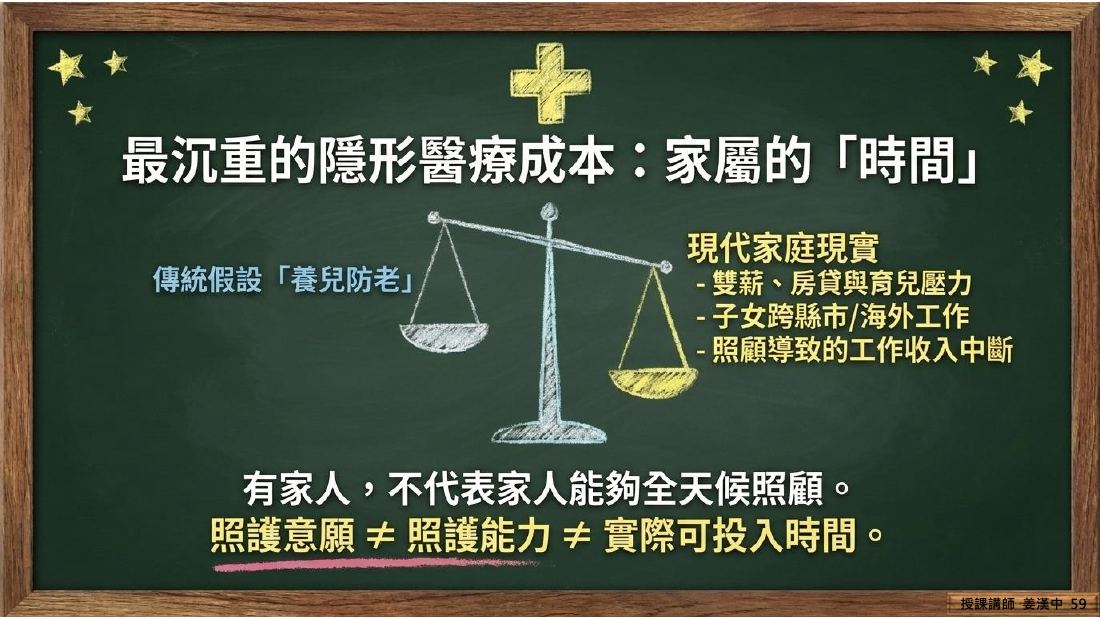 最沉重的隱形醫療成本：家屬的「時間」
傳統假設「養兒防老」
現代家庭現實
- 雙薪、房貸與育兒壓力
- 子女跨縣市/海外工作
- 照顧導致的工作收入中斷
有家人，不代表家人能夠全天候照顧。
照護意願 ≠ 照護能力 ≠ 實際可投入時間。
授課講師 姜漢中 59